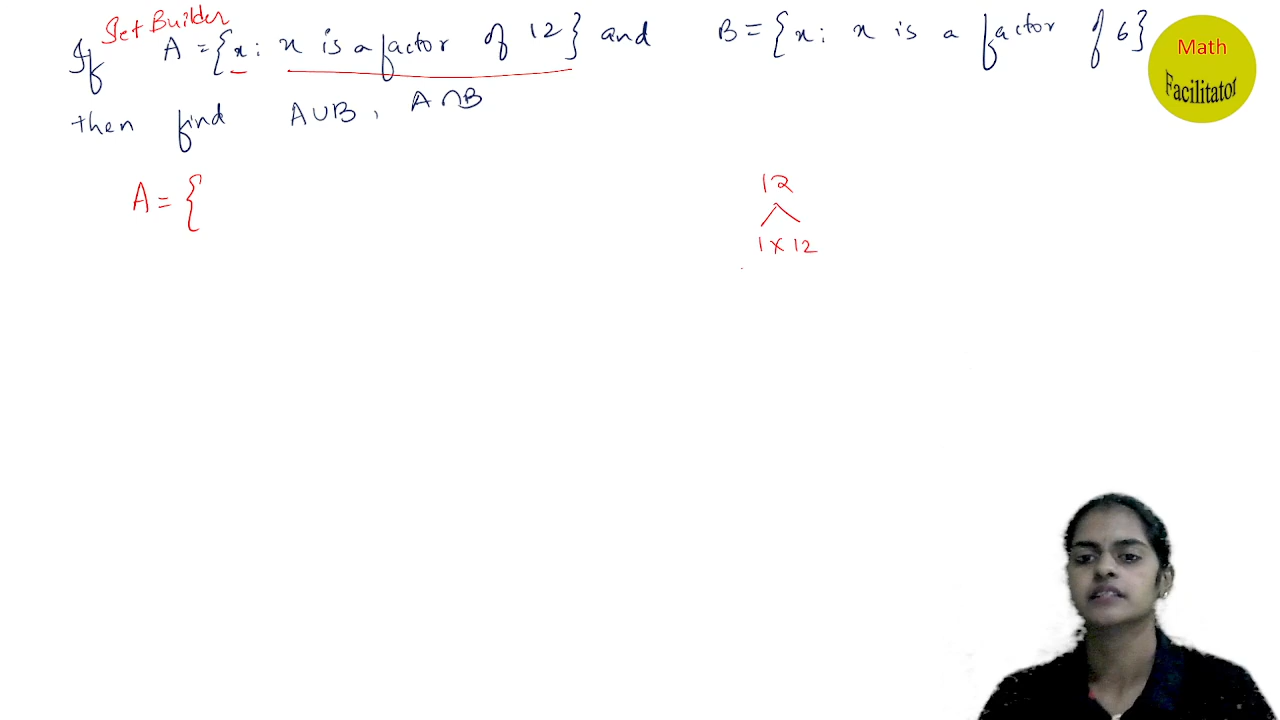 Set Builder
If A = {x : x is a factor of 12} and B = {x : x is a factor of 6}
then find A∪B, A∩B
Math
Facilitator
A = {
12
1 × 12